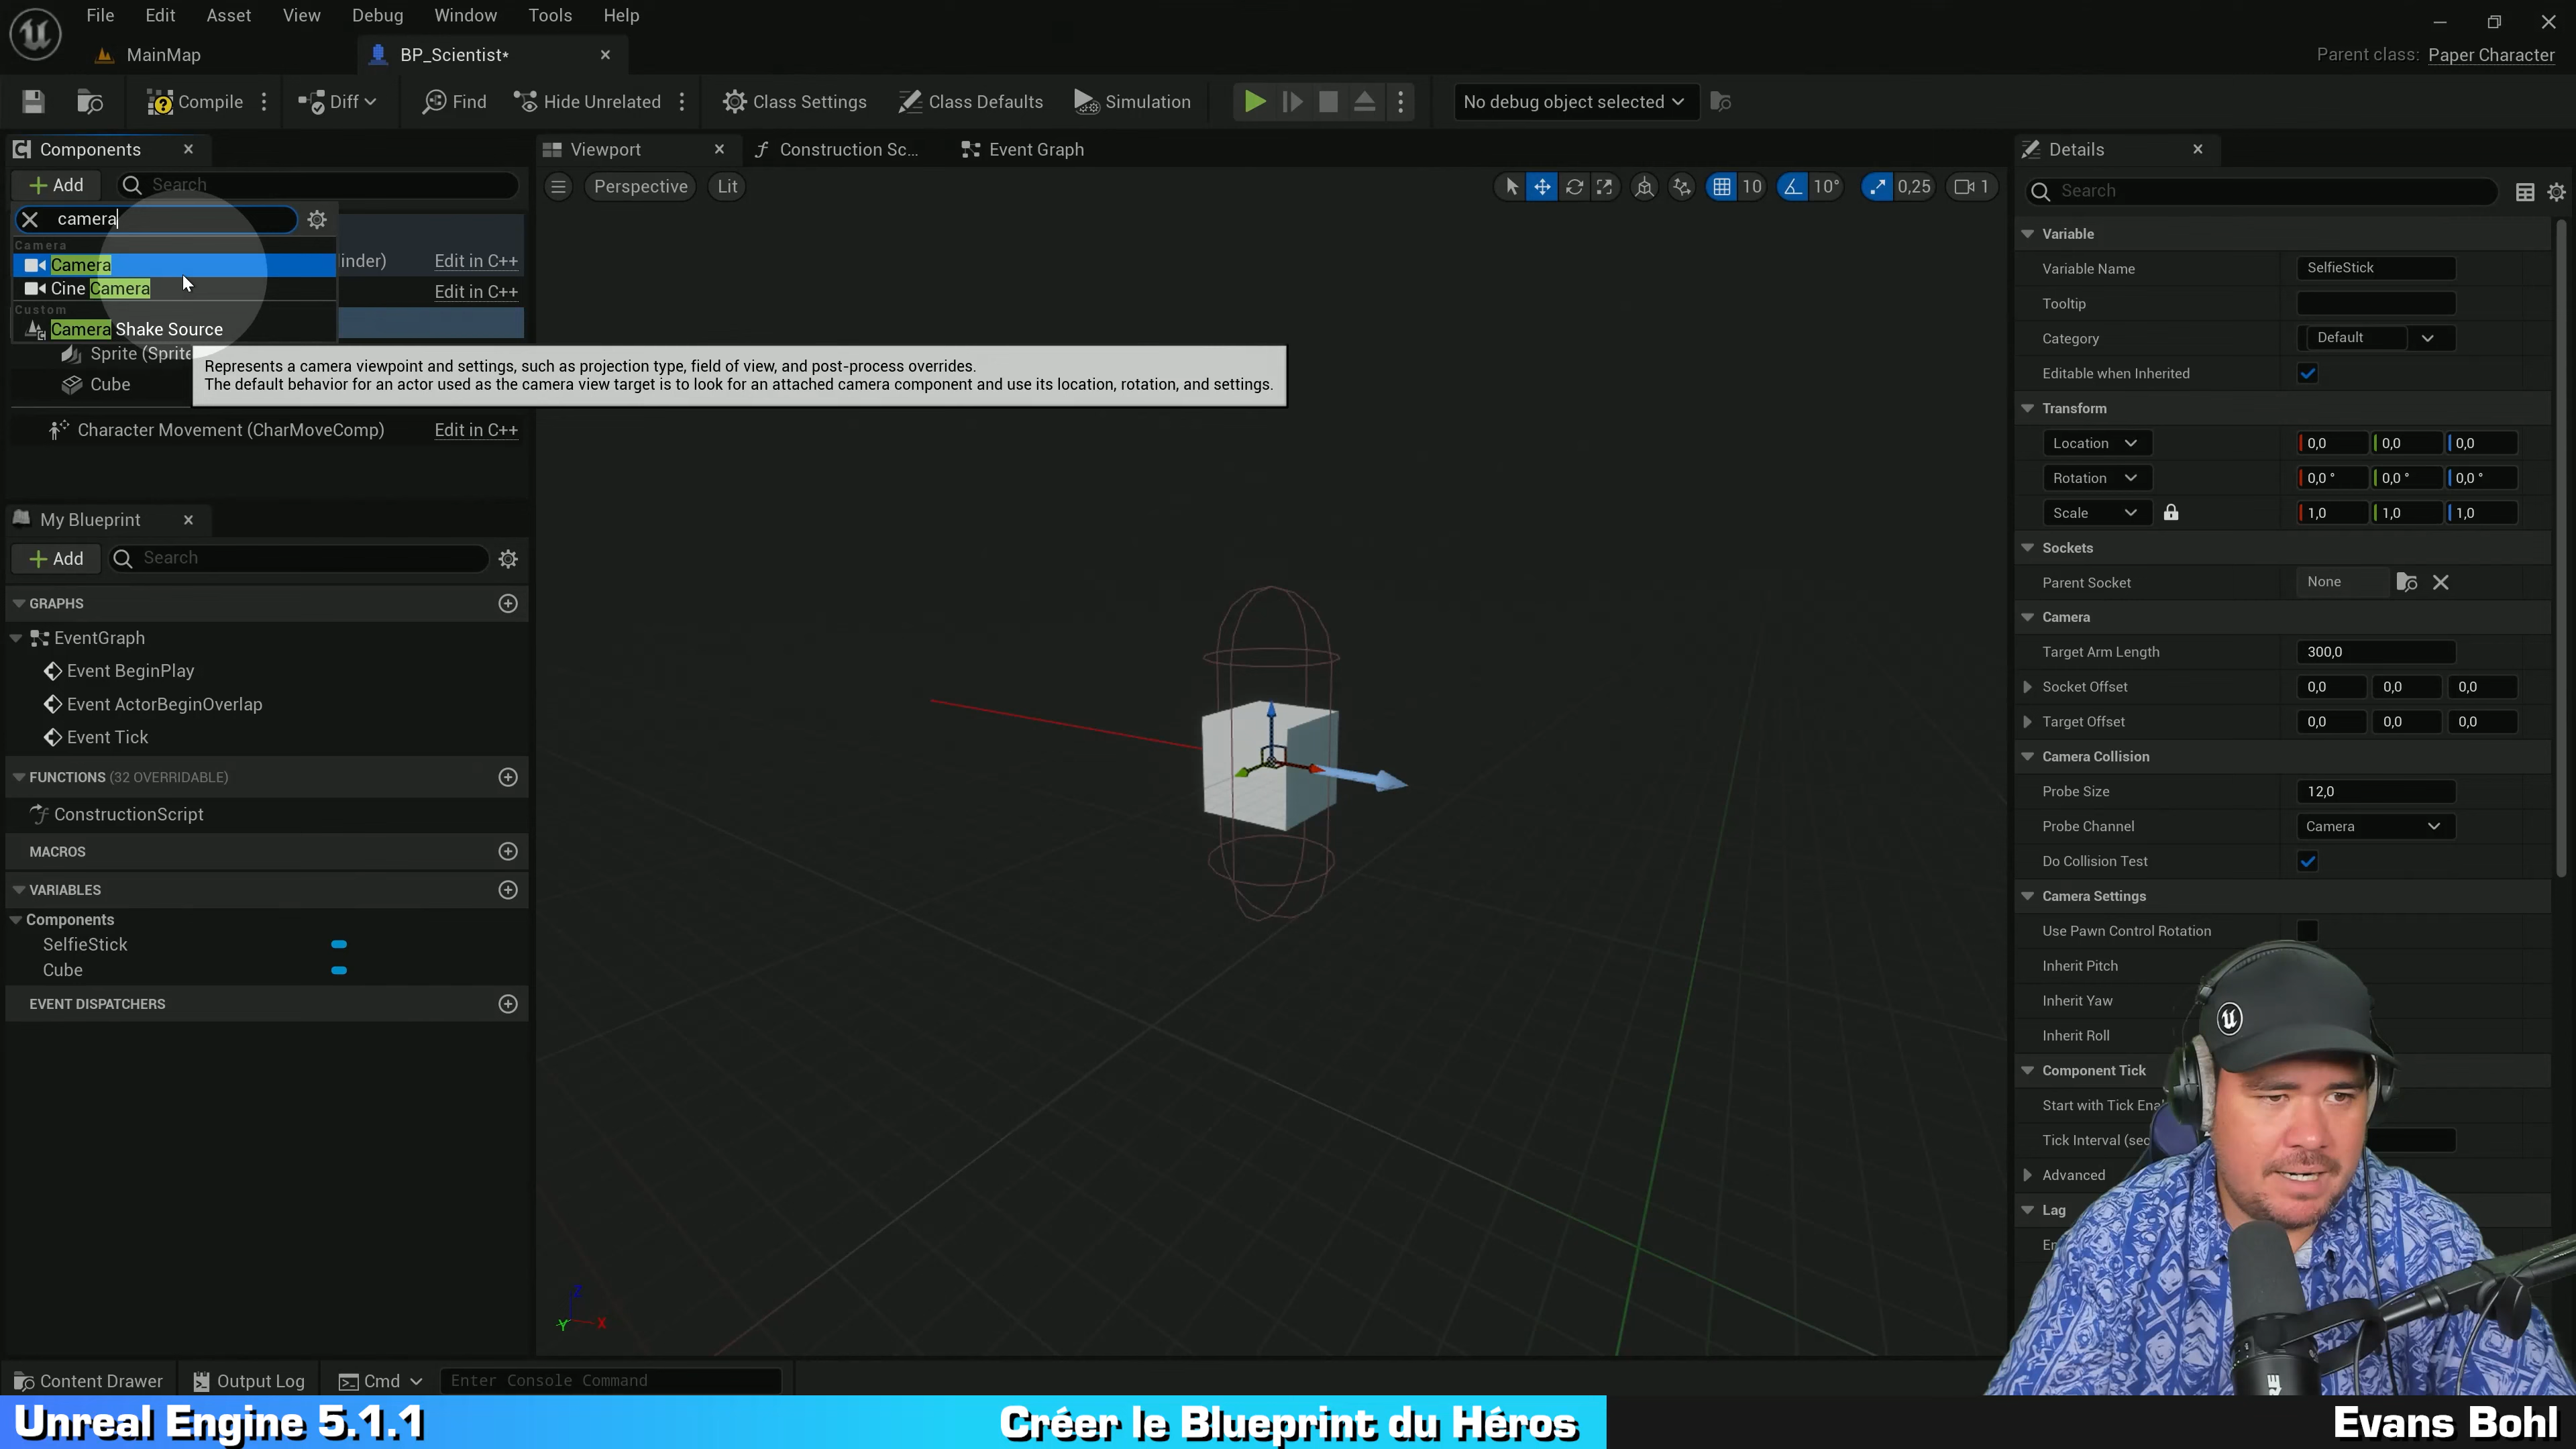 File Edit Asset View Debug Window Tools Help
MainMap
BP_Scientist*
Parent class: Paper Character
Compile
Diff
Find
Hide Unrelated
Class Settings
Class Defaults
Simulation
No debug object selected
Components
Viewport
Construction Sc...
Event Graph
Details
Add
Search
Perspective
Lit
10
10°
0,25
1
Search
camera
Camera
Camera
Cine Camera
Custom
Camera Shake Source
inder)
Edit in C++
Edit in C++
Sprite (Sprite
Cube
Represents a camera viewpoint and settings, such as projection type, field of view, and post-process overrides.
The default behavior for an actor used as the camera view target is to look for an attached camera component and use its location, rotation, and settings.
Character Movement (CharMoveComp)
Edit in C++
My Blueprint
Add
Search
GRAPHS
EventGraph
Event BeginPlay
Event ActorBeginOverlap
Event Tick
FUNCTIONS (32 OVERRIDABLE)
ConstructionScript
MACROS
VARIABLES
Components
SelfieStick
Cube
EVENT DISPATCHERS
Z
Y
X
Variable
Variable Name SelfieStick
Tooltip
Category Default
Editable when Inherited
Transform
Location 0,0 0,0 0,0
Rotation 0,0 ° 0,0 ° 0,0 °
Scale 1,0 1,0 1,0
Sockets
Parent Socket None
Camera
Target Arm Length 300,0
Socket Offset 0,0 0,0 0,0
Target Offset 0,0 0,0 0,0
Camera Collision
Probe Size 12,0
Probe Channel Camera
Do Collision Test
Camera Settings
Use Pawn Control Rotation
Inherit Pitch
Inherit Yaw
Inherit Roll
Component Tick
Start with Tick Ena
Tick Interval (sec
Advanced
Lag
En
Content Drawer
Output Log
Cmd
Enter Console Command
Unreal Engine 5.1.1
Créer le Blueprint du Héros
Evans Bohl